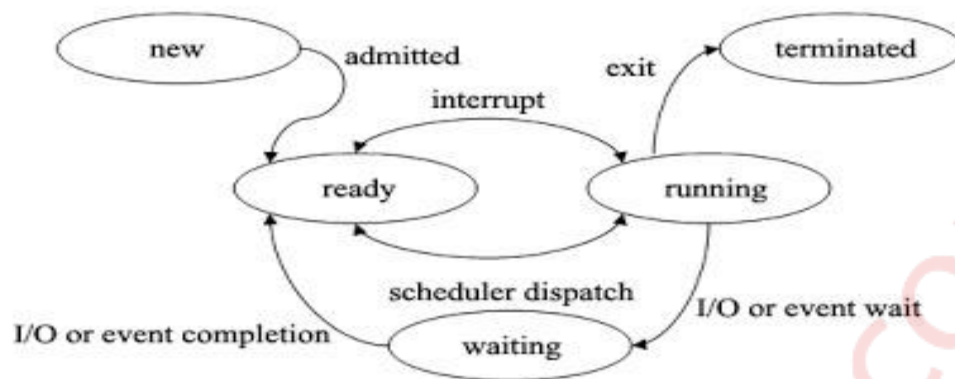 new
terminated
admitted
exit
interrupt
ready
running
scheduler dispatch
I/O or event completion
I/O or event wait
waiting